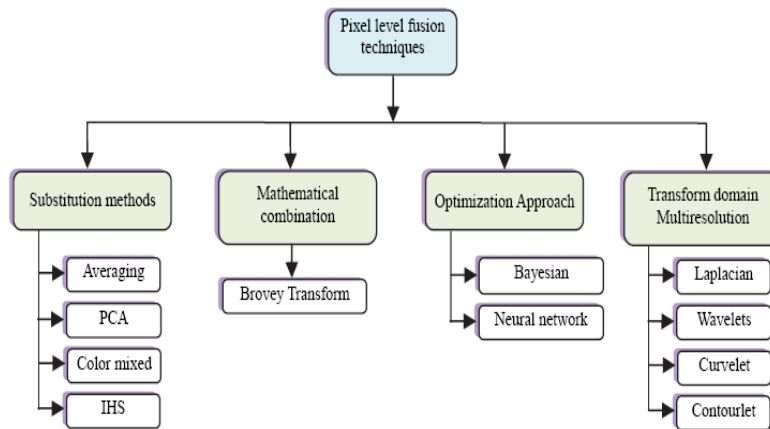 Pixel level fusion
techniques
Substitution methods
Averaging
PCA
Color mixed
IHS
Mathematical
combination
Brovey Transform
Optimization Approach
Bayesian
Neural network
Transform domain
Multiresolution
Laplacian
Wavelets
Curvelet
Contourlet